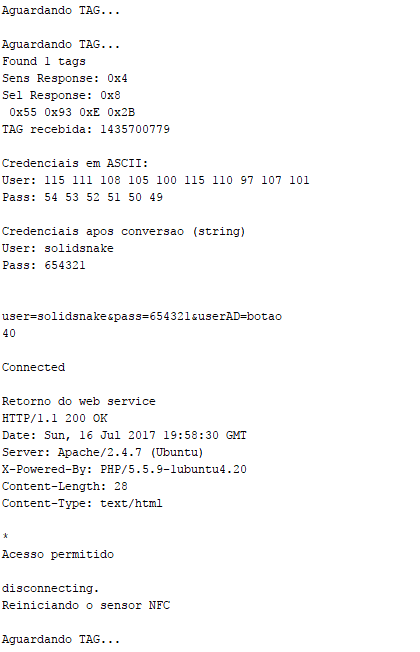 Aguardando TAG...
Aguardando TAG...
Found 1 tags
Sens Response: 0x4
Sel Response: 0x8
0x55 0x93 0xE 0x2B
TAG recebida: 1435700779
Credenciais em ASCII:
User: 115 111 108 105 100 115 110 97 107 101
Pass: 54 53 52 51 50 49
Credenciais apos conversao (string)
User: solidsnake
Pass: 654321
user=solidsnake&pass=654321&userAD=botao
40
Connected
Retorno do web service
HTTP/1.1 200 OK
Date: Sun, 16 Jul 2017 19:58:30 GMT
Server: Apache/2.4.7 (Ubuntu)
X-Powered-By: PHP/5.5.9-1ubuntu4.20
Content-Length: 28
Content-Type: text/html
*
Acesso permitido
disconnecting.
Reiniciando o sensor NFC
Aguardando TAG...